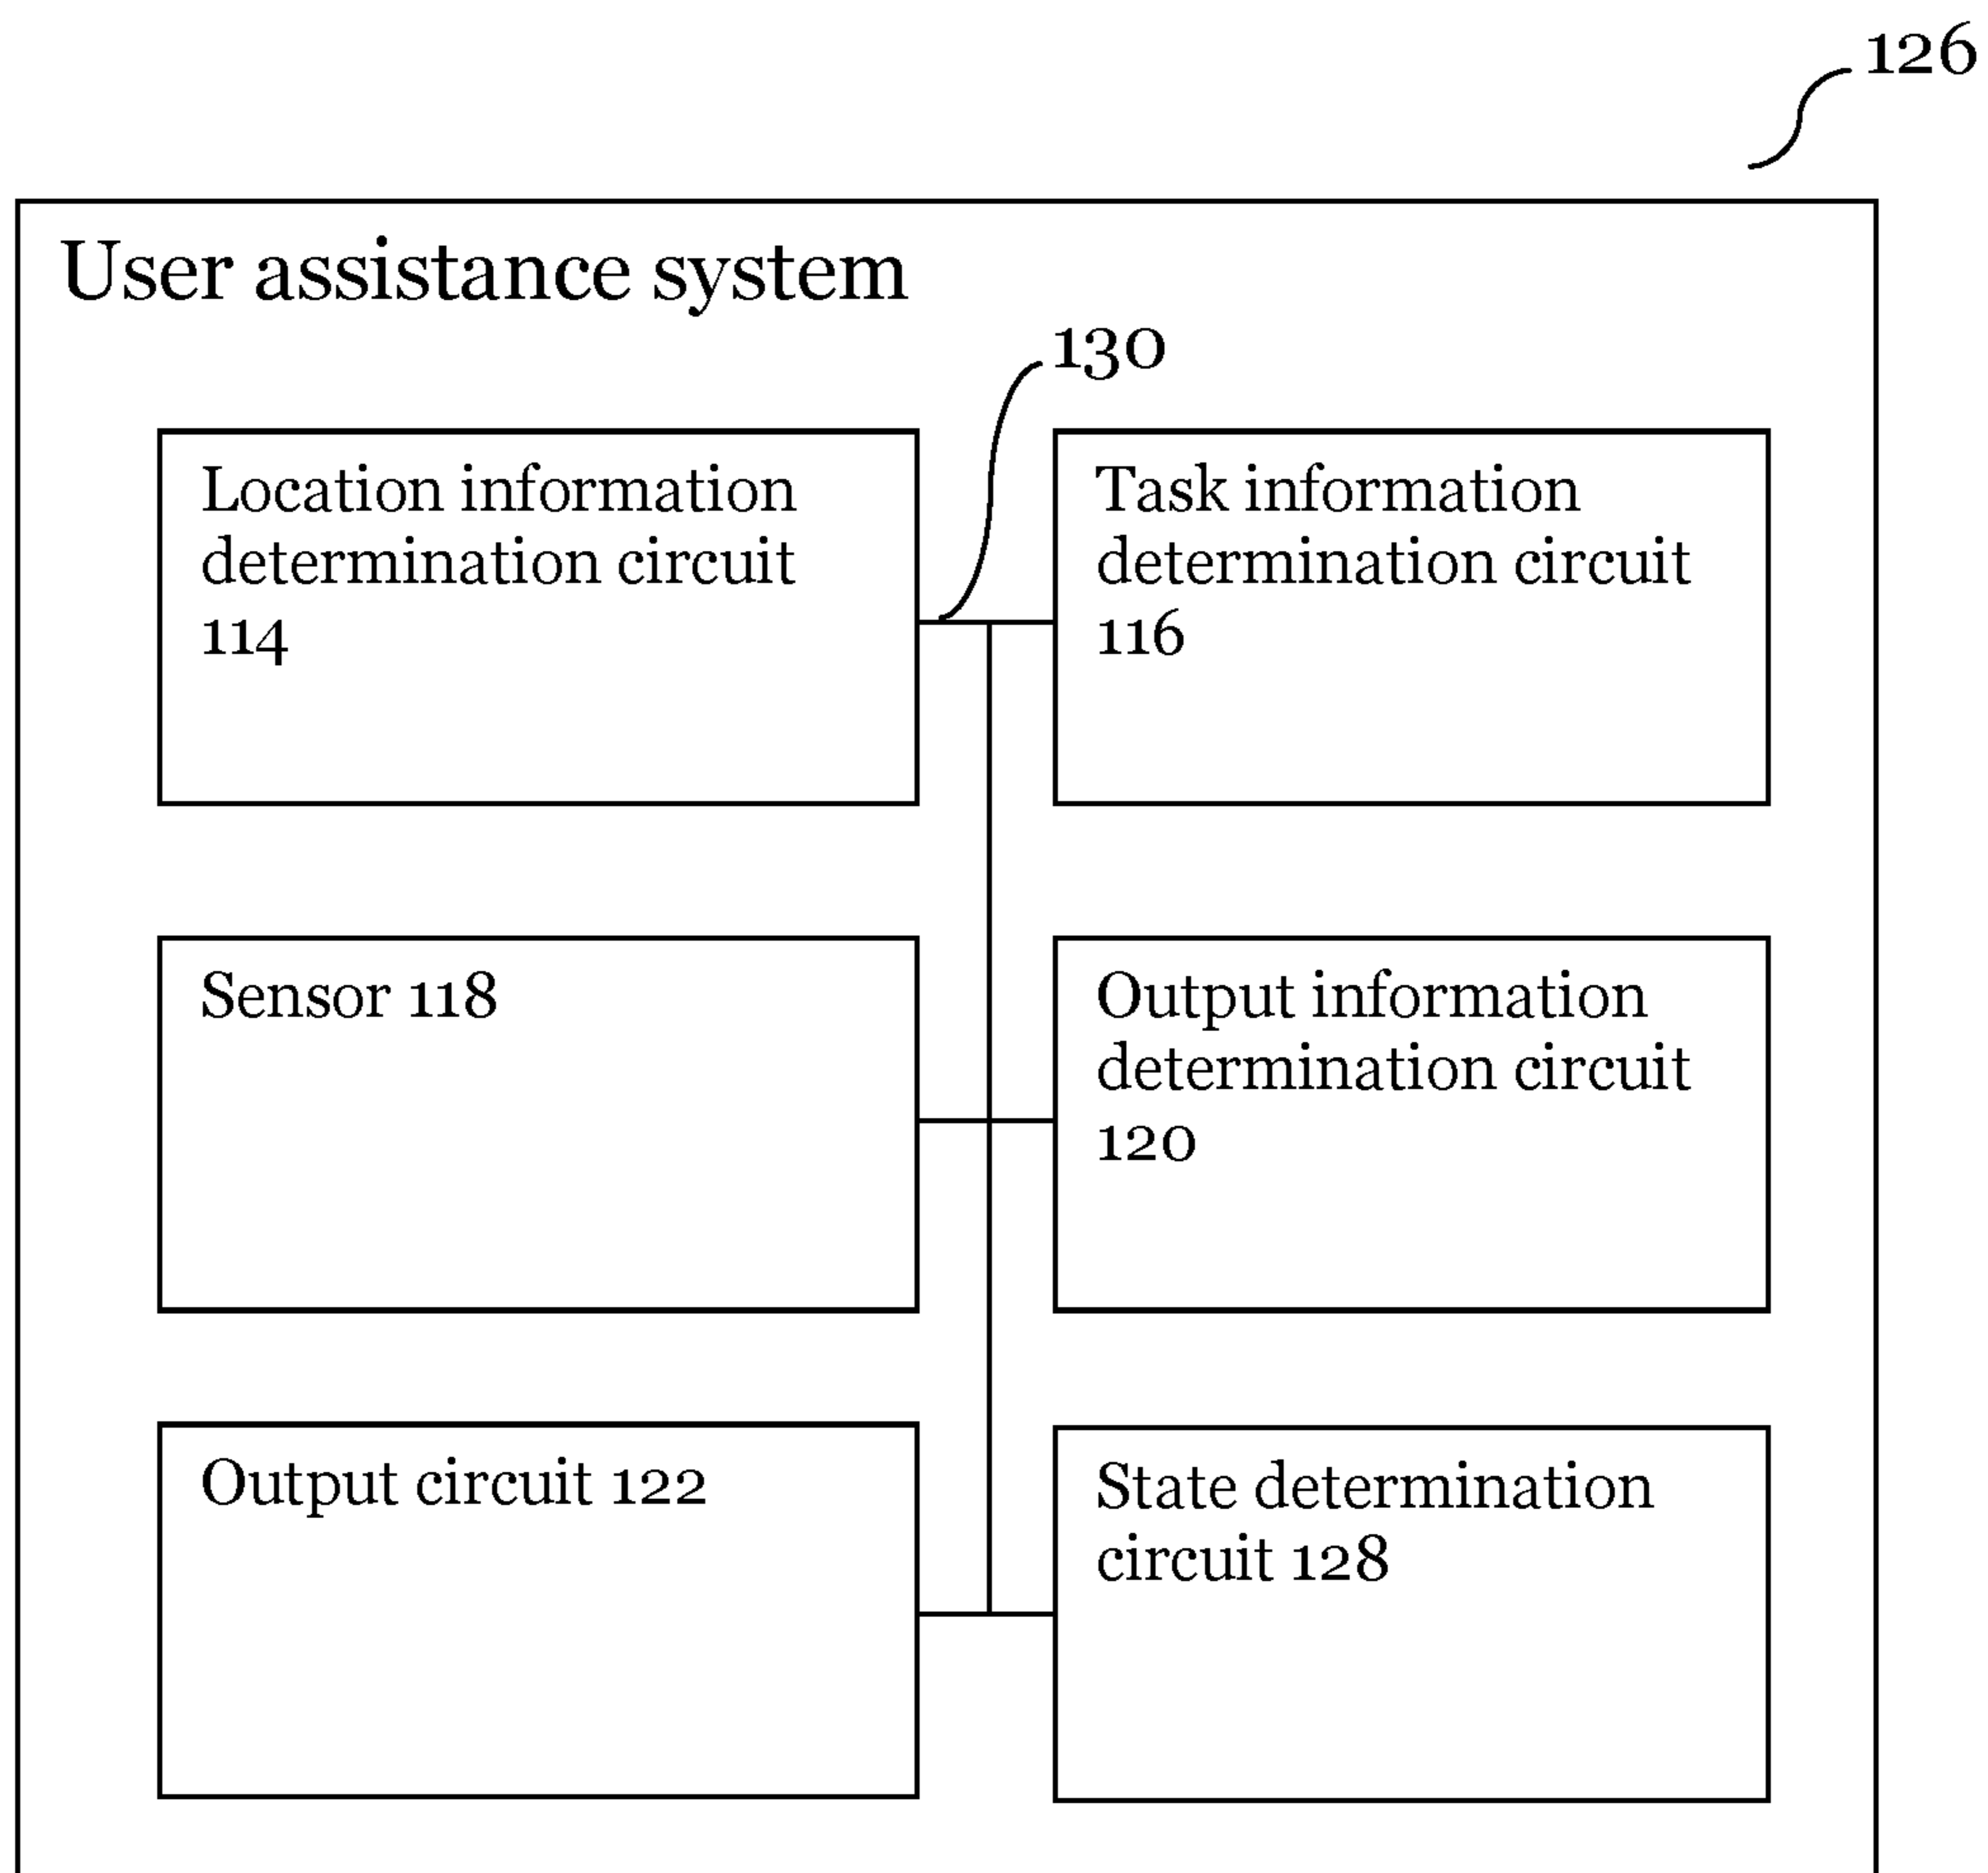 126
User assistance system
130
Location information
determination circuit
114
Task information
determination circuit
116
Sensor 118
Output information
determination circuit
120
Output circuit 122
State determination
circuit 128